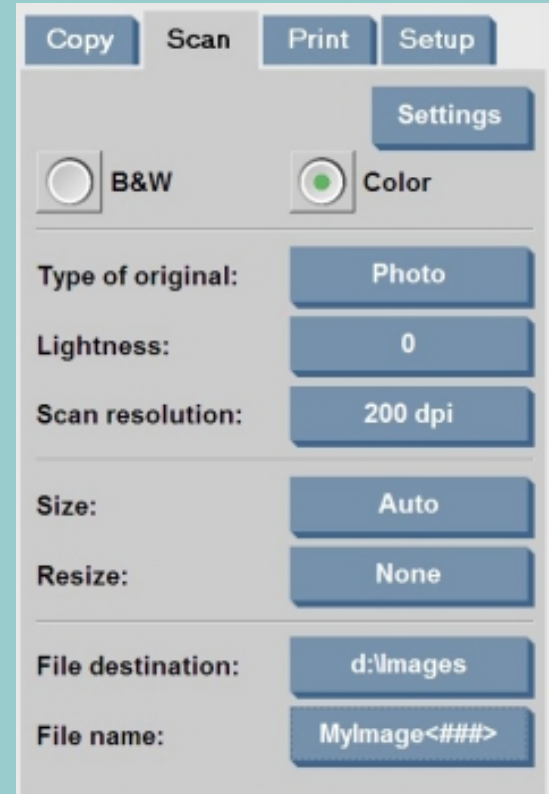 Copy Scan Print Setup
Settings
B&W Color
Type of original: Photo
Lightness: 0
Scan resolution: 200 dpi
Size: Auto
Resize: None
File destination: d:\Images
File name: MyImage<###>